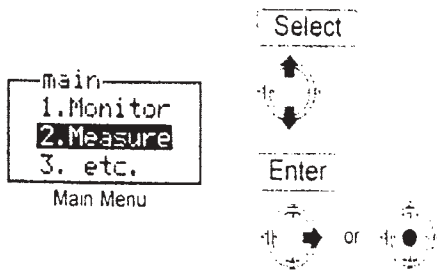 Select
main
1.Monitor
2.Measure
3. etc.
Main Menu
Enter
or